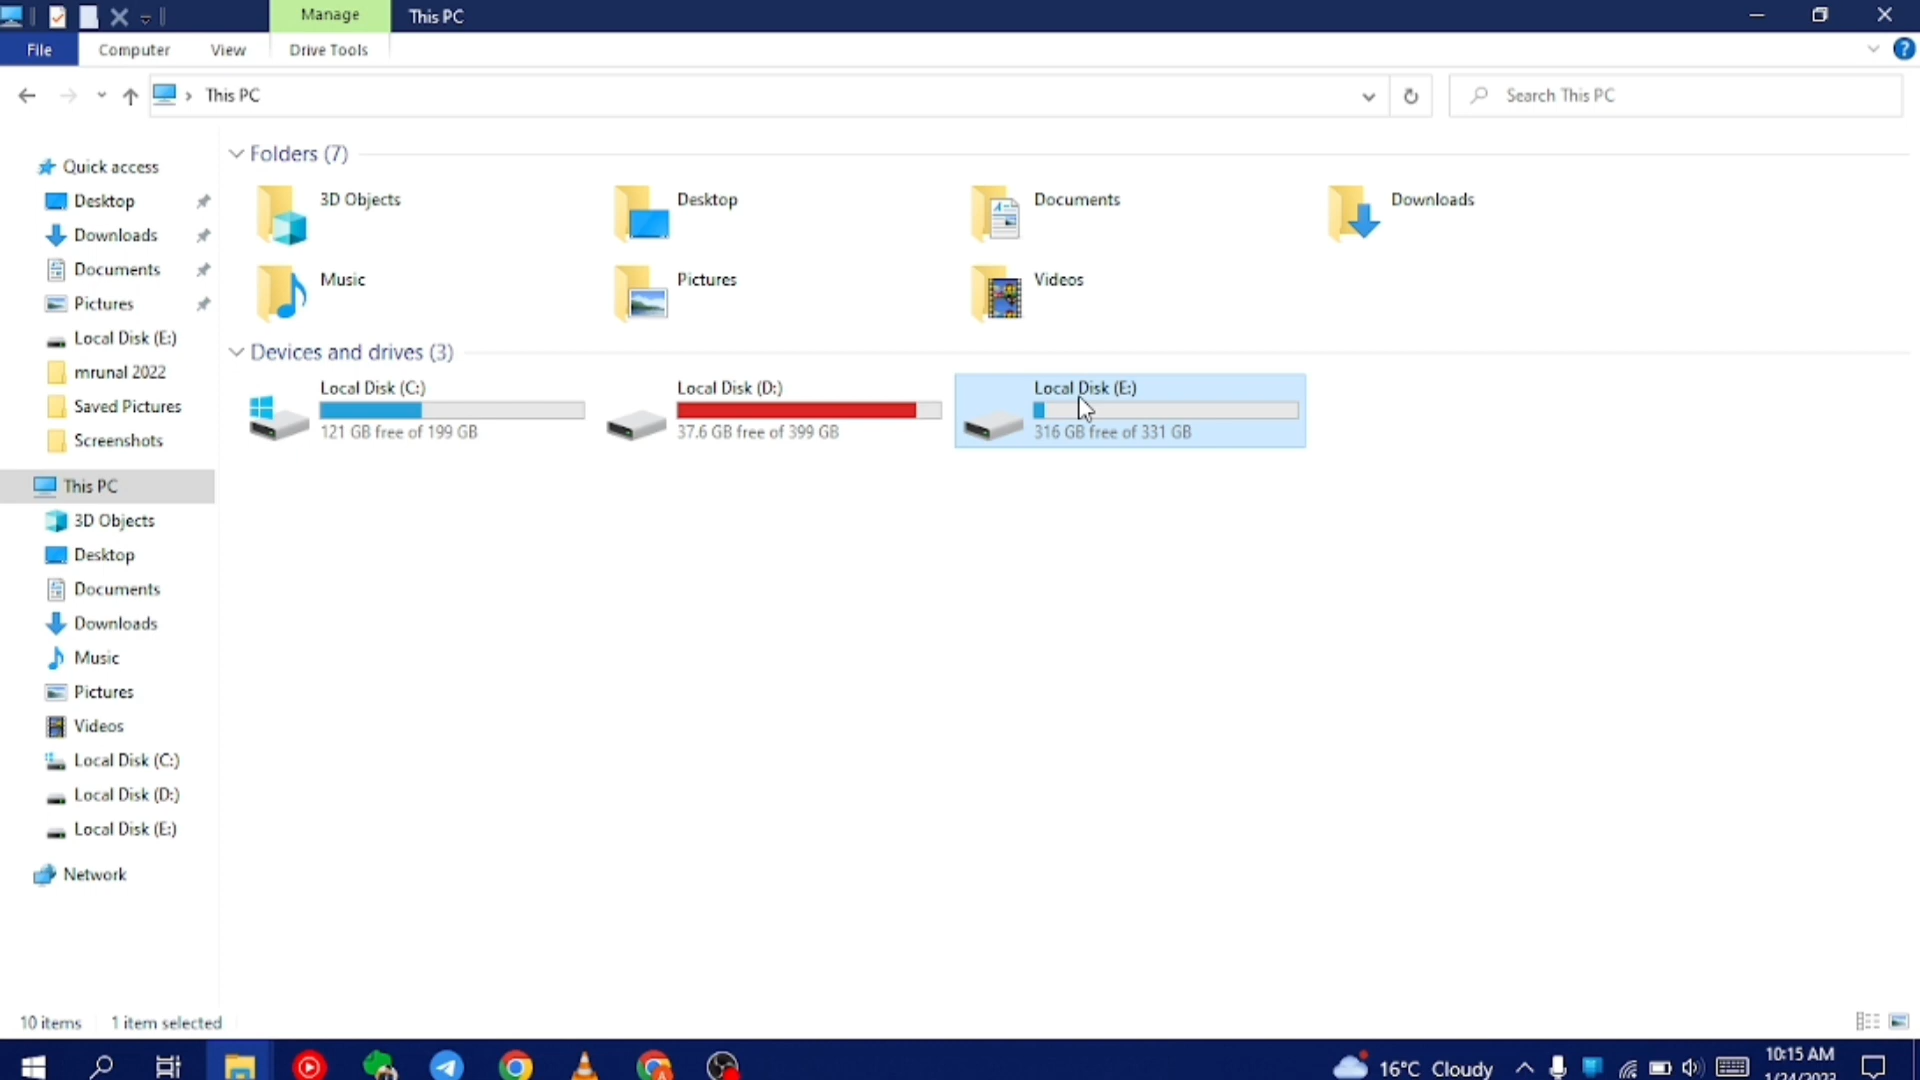 Manage
This PC
File
Computer
View
Drive Tools
?
This PC
Search This PC
Quick access
Desktop
Downloads
Documents
Pictures
Local Disk (E:)
mrunal 2022
Saved Pictures
Screenshots
This PC
3D Objects
Desktop
Documents
Downloads
Music
Pictures
Videos
Local Disk (C:)
Local Disk (D:)
Local Disk (E:)
Network
Folders (7)
3D Objects
Desktop
Documents
Downloads
Music
Pictures
Videos
Devices and drives (3)
Local Disk (C:)
121 GB free of 199 GB
Local Disk (D:)
37.6 GB free of 399 GB
Local Disk (E:)
316 GB free of 331 GB
10 items
1 item selected
16°C Cloudy
10:15 AM